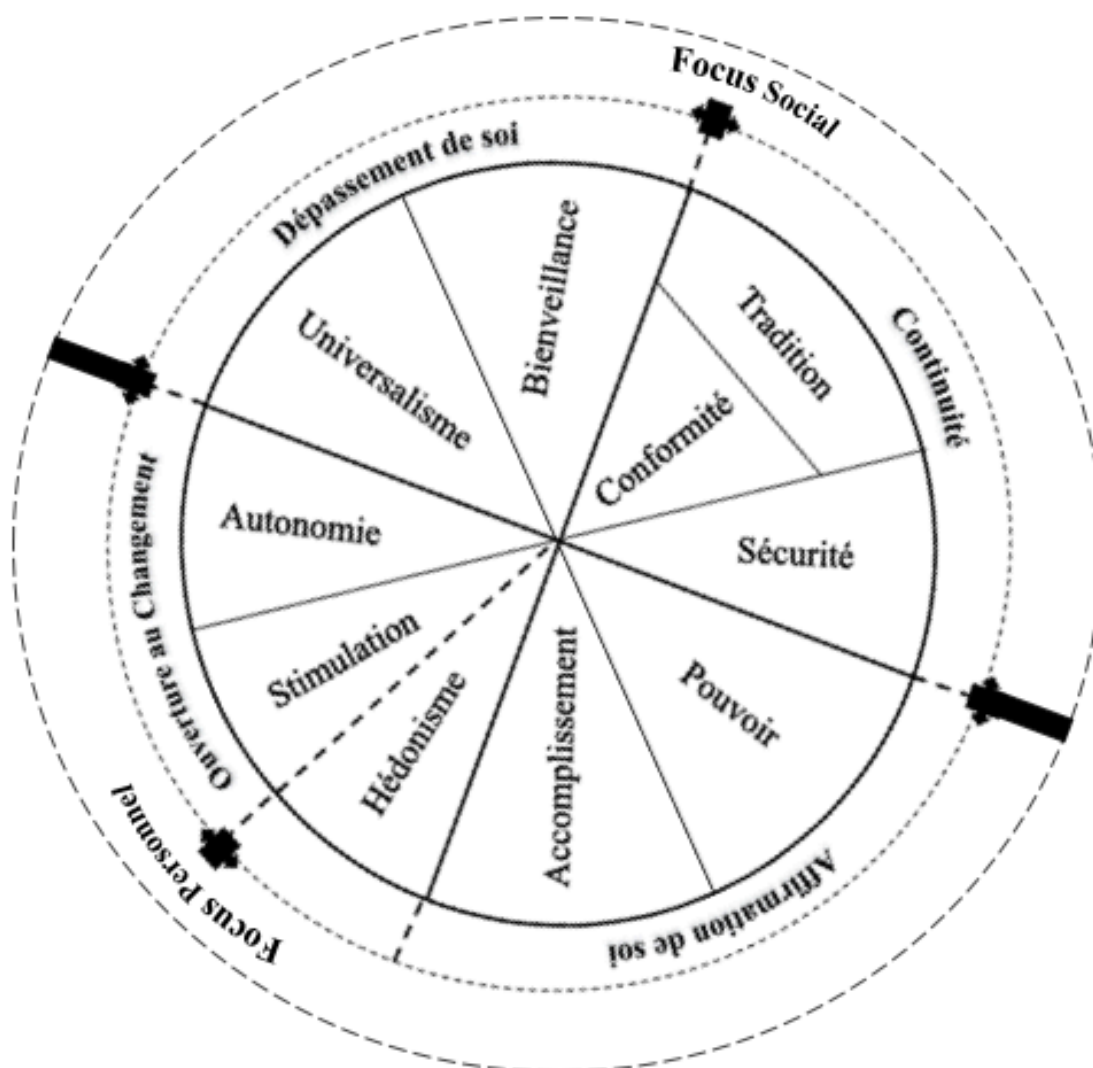 Focus Social
Dépassement de soi
Continuité
Bienveillance
Tradition
Universalisme
Conformité
Autonomie
Sécurité
Stimulation
Hédonisme
Accomplissement
Pouvoir
Ouverture au Changement
Affirmation de soi
Focus Personnel